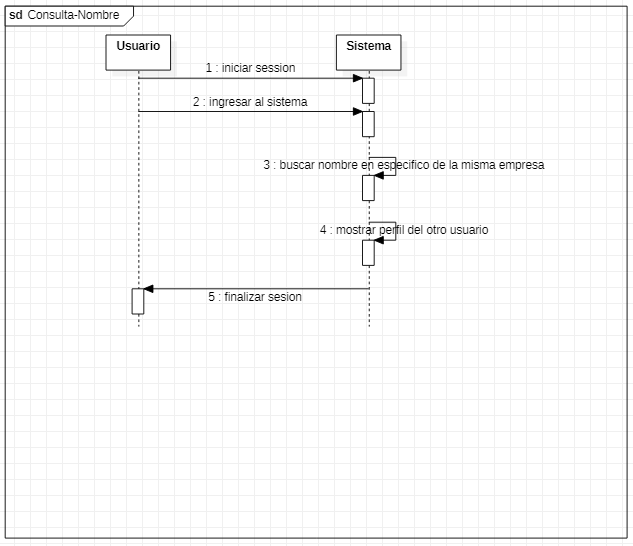 sd Consulta-Nombre
Usuario
Sistema
1 : iniciar session
2 : ingresar al sistema
3 : buscar nombre en especifico de la misma empresa
4 : mostrar perfil del otro usuario
5 : finalizar sesion